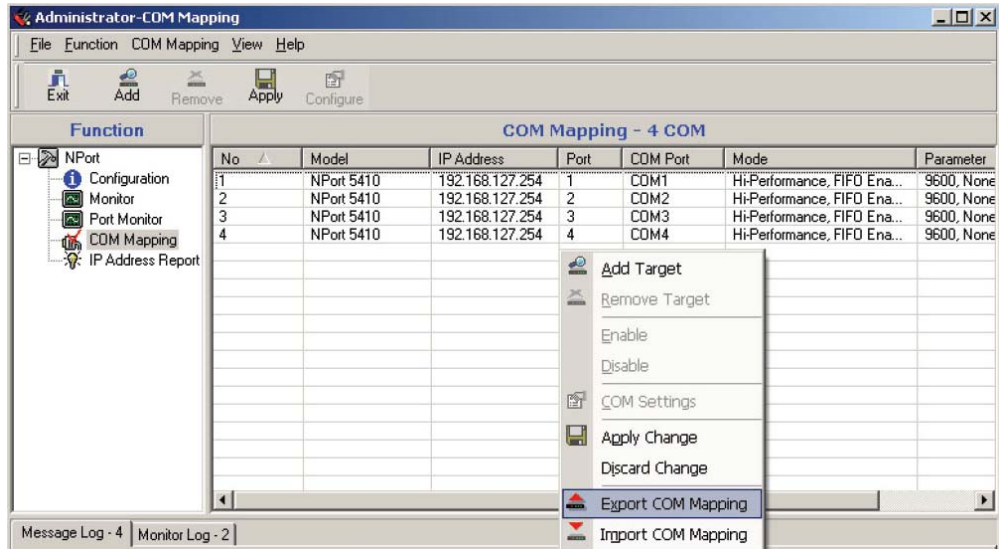 Administrator-COM Mapping
File Function COM Mapping View Help
Exit Add Remove Apply Configure
Function
COM Mapping - 4 COM
NPort
Configuration
Monitor
Port Monitor
COM Mapping
IP Address Report
No Model IP Address Port COM Port Mode Parameter
1 NPort 5410 192.168.127.254 1 COM1 Hi-Performance, FIFO Ena... 9600, None
2 NPort 5410 192.168.127.254 2 COM2 Hi-Performance, FIFO Ena... 9600, None
3 NPort 5410 192.168.127.254 3 COM3 Hi-Performance, FIFO Ena... 9600, None
4 NPort 5410 192.168.127.254 4 COM4 Hi-Performance, FIFO Ena... 9600, None
Add Target
Remove Target
Enable
Disable
COM Settings
Apply Change
Discard Change
Export COM Mapping
Import COM Mapping
Message Log - 4 Monitor Log - 2